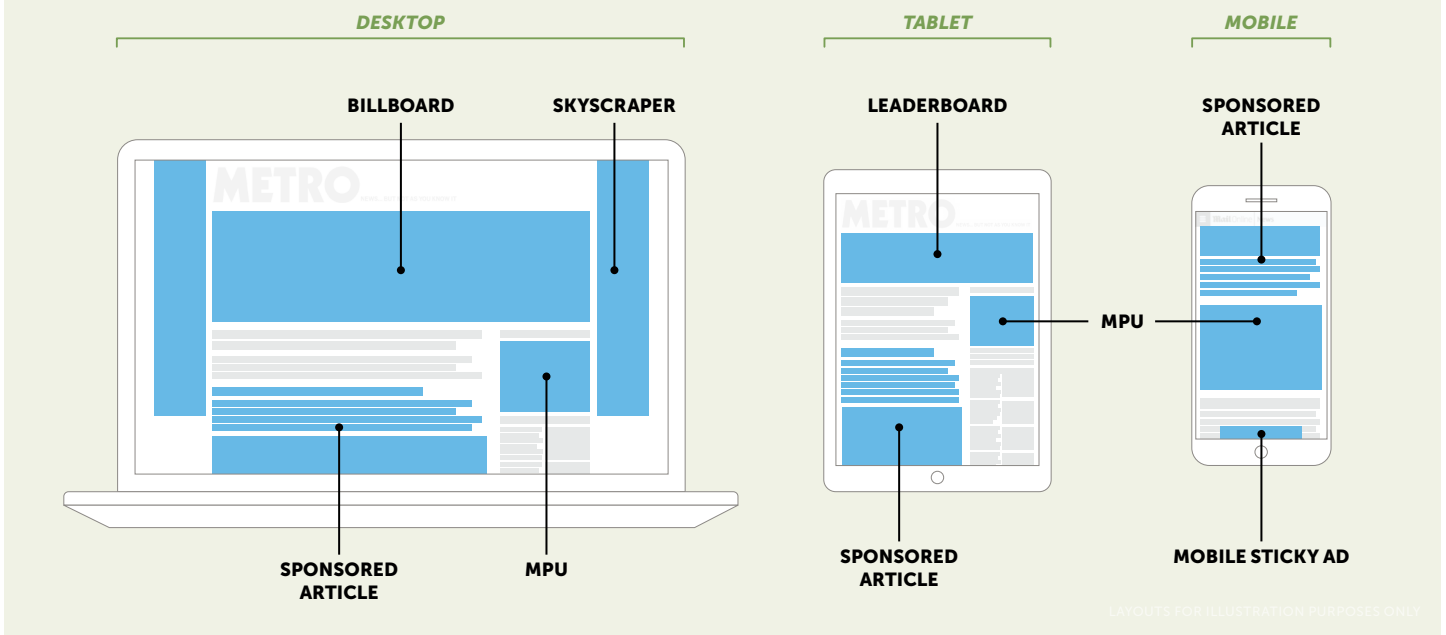 DESKTOP
TABLET
MOBILE
BILLBOARD
SKYSCRAPER
LEADERBOARD
SPONSORED
ARTICLE
METRO
METRO
MPU
SPONSORED
ARTICLE
MPU
SPONSORED
ARTICLE
MOBILE STICKY AD
LAYOUTS FOR ILLUSTRATION PURPOSES ONLY